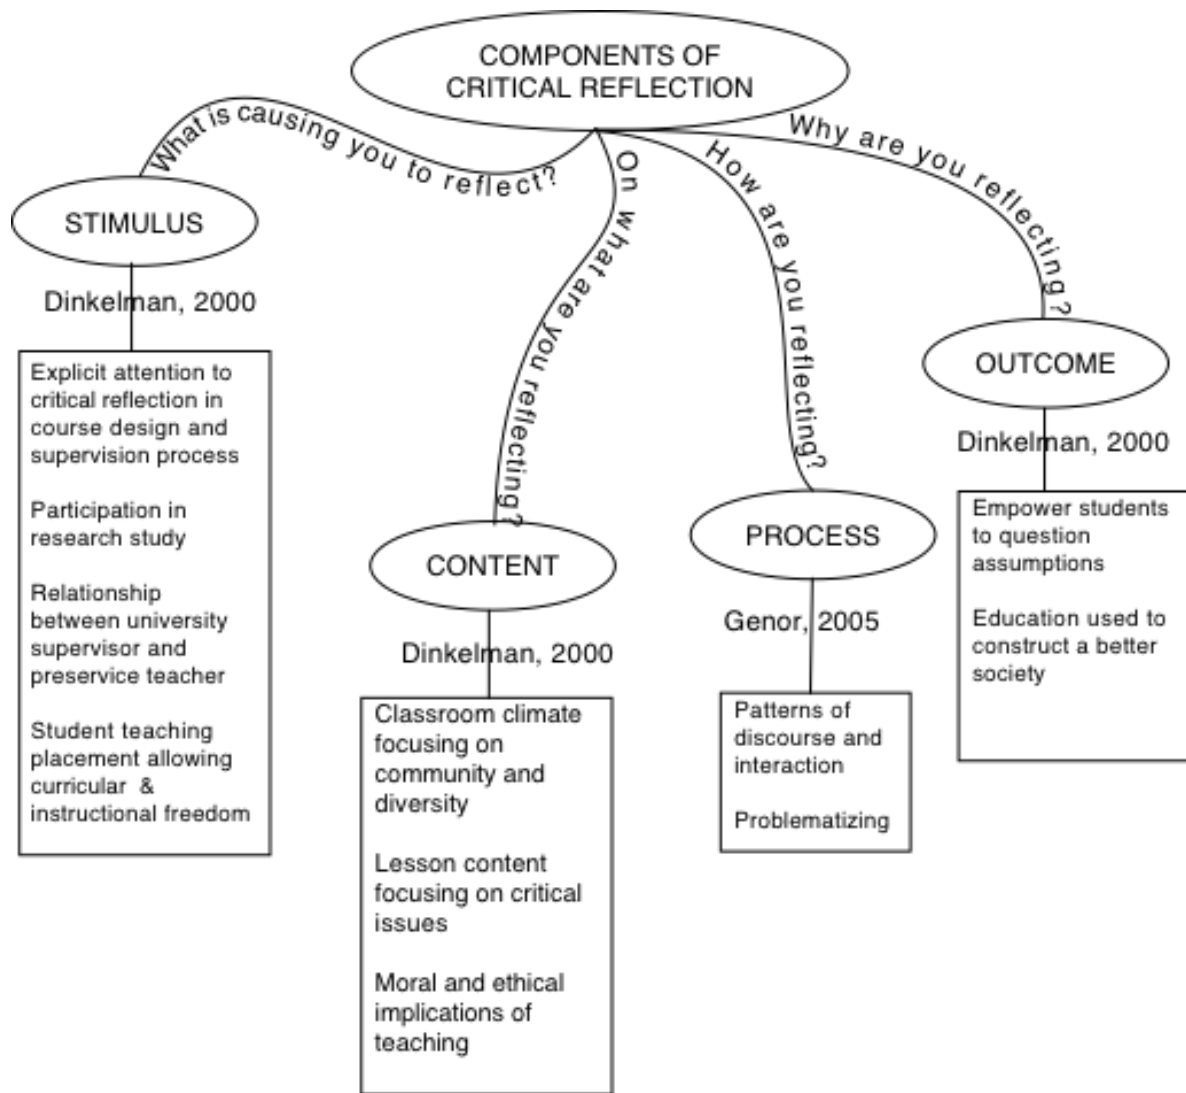 COMPONENTS OF
CRITICAL REFLECTION
What is causing you to reflect?
On what are you reflecting?
How are you reflecting?
Why are you reflecting?
STIMULUS
Dinkelman, 2000
Explicit attention to
critical reflection in
course design and
supervision process
Participation in
research study
Relationship
between university
supervisor and
preservice teacher
Student teaching
placement allowing
curricular &
instructional freedom
CONTENT
Dinkelman, 2000
Classroom climate
focusing on
community and
diversity
Lesson content
focusing on critical
issues
Moral and ethical
implications of
teaching
PROCESS
Genor, 2005
Patterns of
discourse and
interaction
Problematizing
OUTCOME
Dinkelman, 2000
Empower students
to question
assumptions
Education used to
construct a better
society